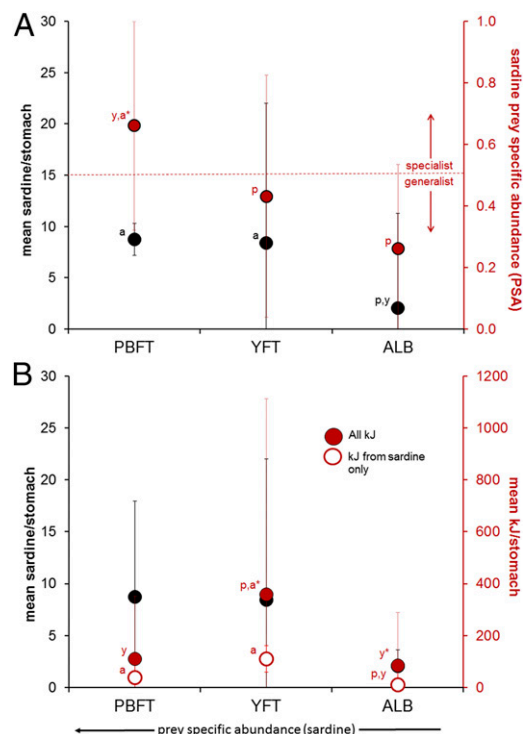 A
30
25
20
15
10
5
0
mean sardine/stomach
y,a*
a
p
a
p
p,y
specialist
generalist
1.0
0.8
0.6
0.4
0.2
0.0
sardine prey specific
abundance (PSA)
PBFT YFT ALB
B
30
25
20
15
10
5
0
mean sardine/stomach
All kJ
kJ from sardine
only
y
a
p,a*
a
y*
p,y
1200
1000
800
600
400
200
0
mean kJ/stomach
PBFT YFT ALB
prey specific abundance (sardine)